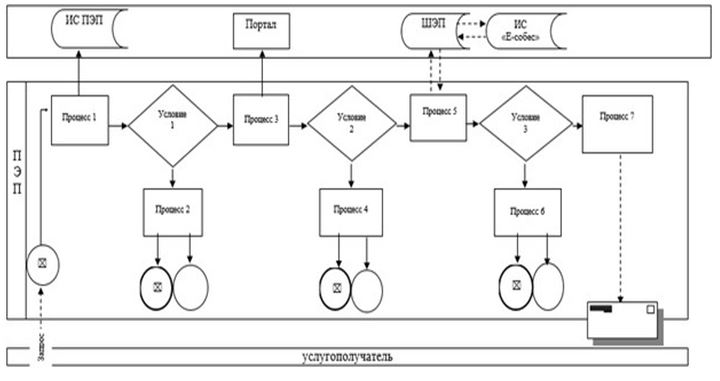 ИС ПЭП
Портал
ШЭП
ИС
«Е-собес»
ПЭП
Процесс 1
Условие
1
Процесс 3
Условие
2
Процесс 5
Условие
3
Процесс 7
Процесс 2
Процесс 4
Процесс 6
Запрос
услугополучатель